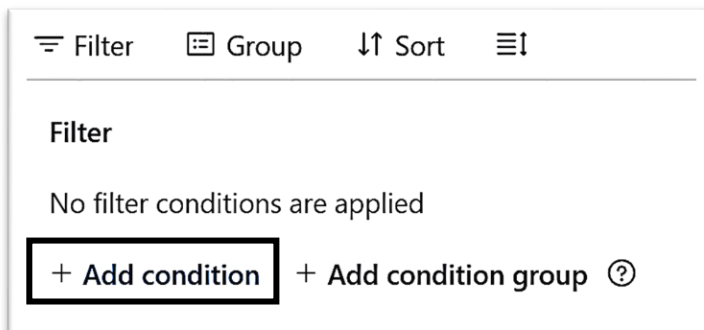 Filter Group Sort
Filter
No filter conditions are applied
+ Add condition + Add condition group ?